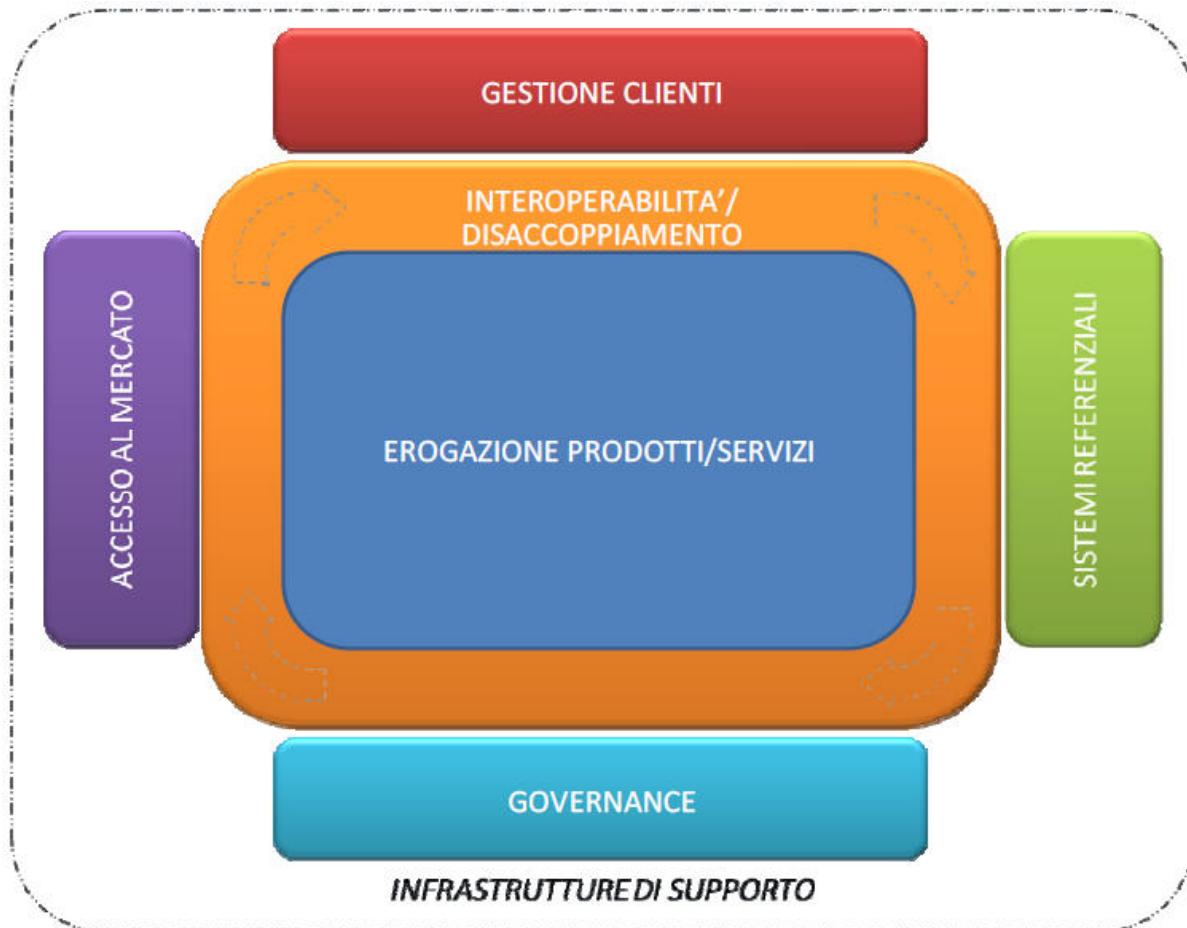 GESTIONE CLIENTI
INTEROPERABILITA'/
DISACCOPPIAMENTO
ACCESSO AL MERCATO
EROGAZIONE PRODOTTI/SERVIZI
SISTEMI REFERENZIALI
GOVERNANCE
INFRASTRUTTURE DI SUPPORTO